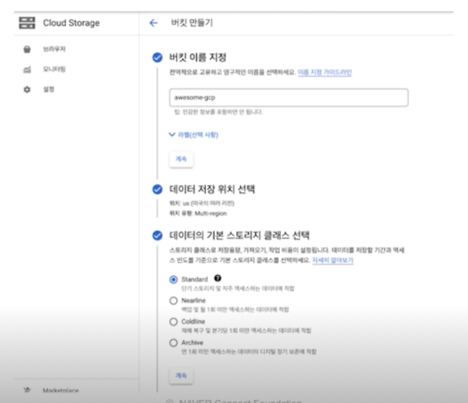 Cloud Storage
버킷 만들기
브라우저
모니터링
설정
버킷 이름 지정
전역적으로 고유하고 영구적인 이름을 선택하세요. 이름 지정 가이드라인
awesome-gcp
팁: 민감한 정보를 포함하면 안 됩니다.
라벨(선택 사항)
계속
데이터 저장 위치 선택
위치: us (미국의 여러 리전)
위치 유형: Multi-region
데이터의 기본 스토리지 클래스 선택
스토리지 클래스로 저장용량, 가져오기, 작업 비용이 설정됩니다. 데이터를 저장할 기간과 액세
스 빈도를 기준으로 기본 스토리지 클래스를 선택하세요. 자세히 알아보기
Standard
단기 스토리지 및 자주 액세스하는 데이터에 적합
Nearline
백업 및 월 1회 미만 액세스하는 데이터에 적합
Coldline
재해 복구 및 분기당 1회 미만 액세스하는 데이터에 적합
Archive
연 1회 미만 액세스하는 데이터의 디지털 장기 보존에 적합
계속
Marketplace
© NAVER Connect Foundation